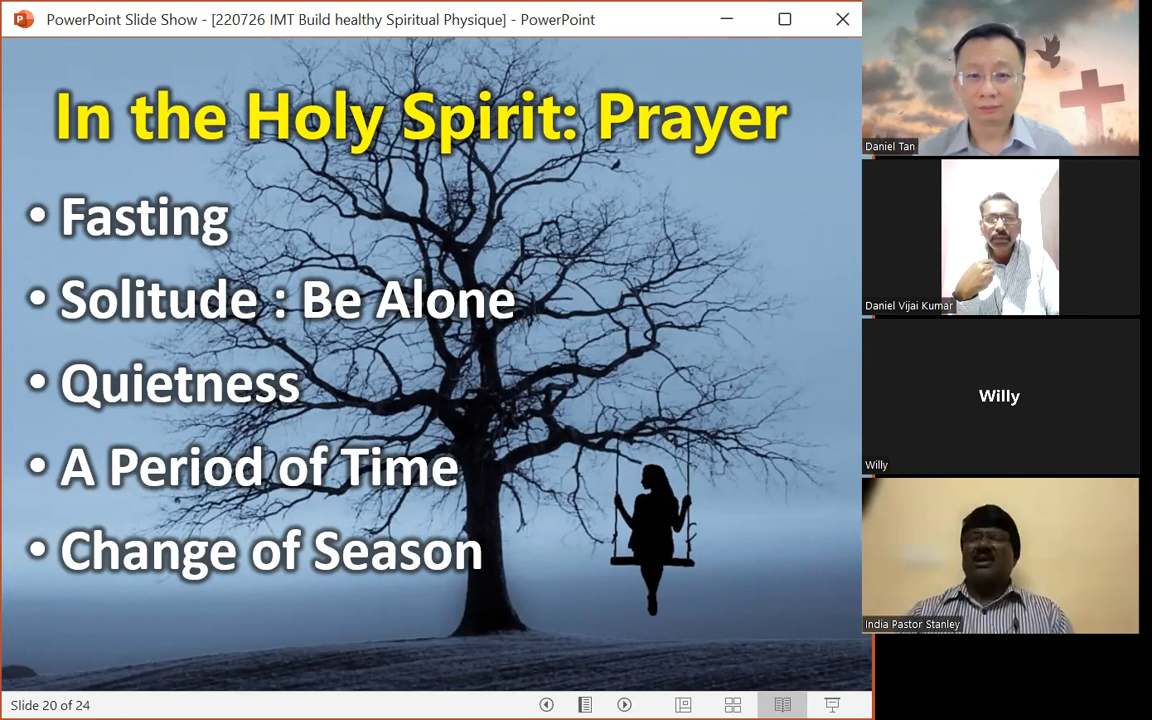 PowerPoint Slide Show - [220726 IMT Build healthy Spiritual Physique] - PowerPoint
In the Holy Spirit: Prayer
• Fasting
• Solitude : Be Alone
• Quietness
• A Period of Time
• Change of Season
Slide 20 of 24
Daniel Tan
Daniel Vijai Kumar
Willy
Willy
India Pastor Stanley